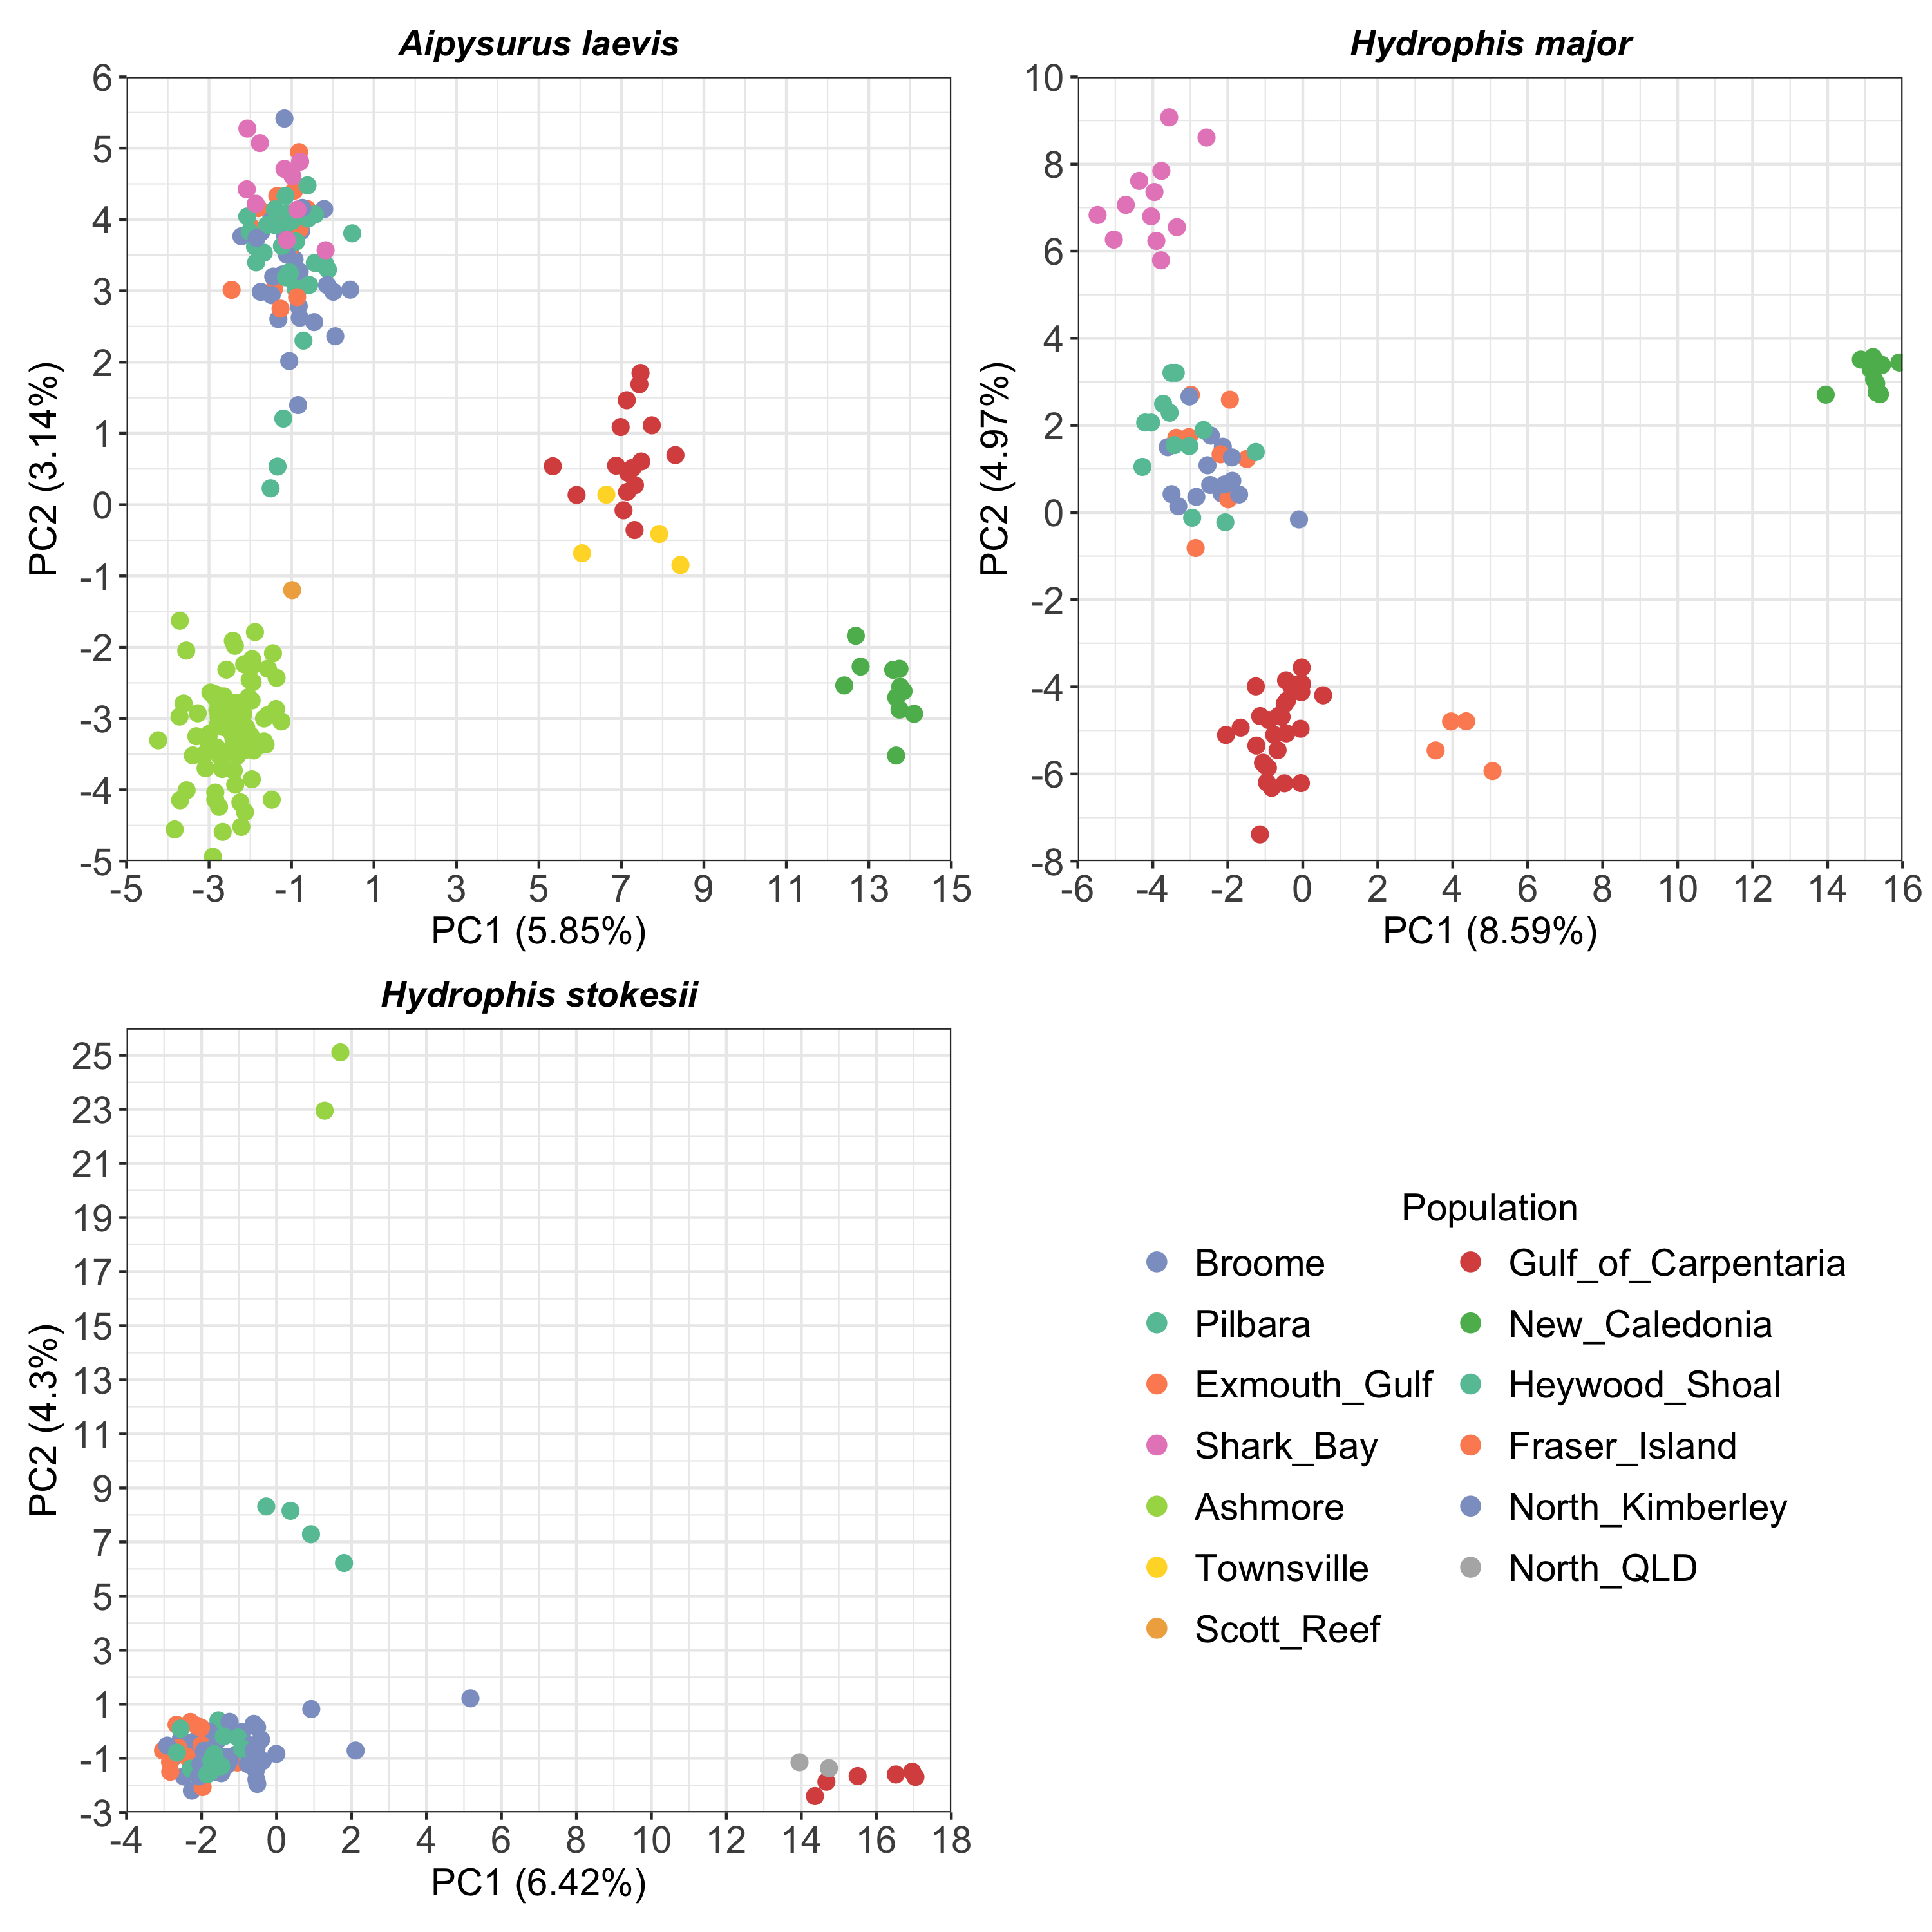 Aipysurus laevis
6
5
4
3
2
1
0
-1
-2
-3
-4
-5
PC2 (3.14%)
-5 -3 -1 1 3 5 7 9 11 13 15
PC1 (5.85%)
Hydrophis major
10
8
6
4
2
0
-2
-4
-6
-8
PC2 (4.97%)
-6 -4 -2 0 2 4 6 8 10 12 14 16
PC1 (8.59%)
Hydrophis stokesii
25
23
21
19
17
15
13
11
9
7
5
3
1
-1
-3
PC2 (4.3%)
-4 -2 0 2 4 6 8 10 12 14 16 18
PC1 (6.42%)
Population
Broome
Pilbara
Exmouth_Gulf
Shark_Bay
Ashmore
Townsville
Scott_Reef
Gulf_of_Carpentaria
New_Caledonia
Heywood_Shoal
Fraser_Island
North_Kimberley
North_QLD